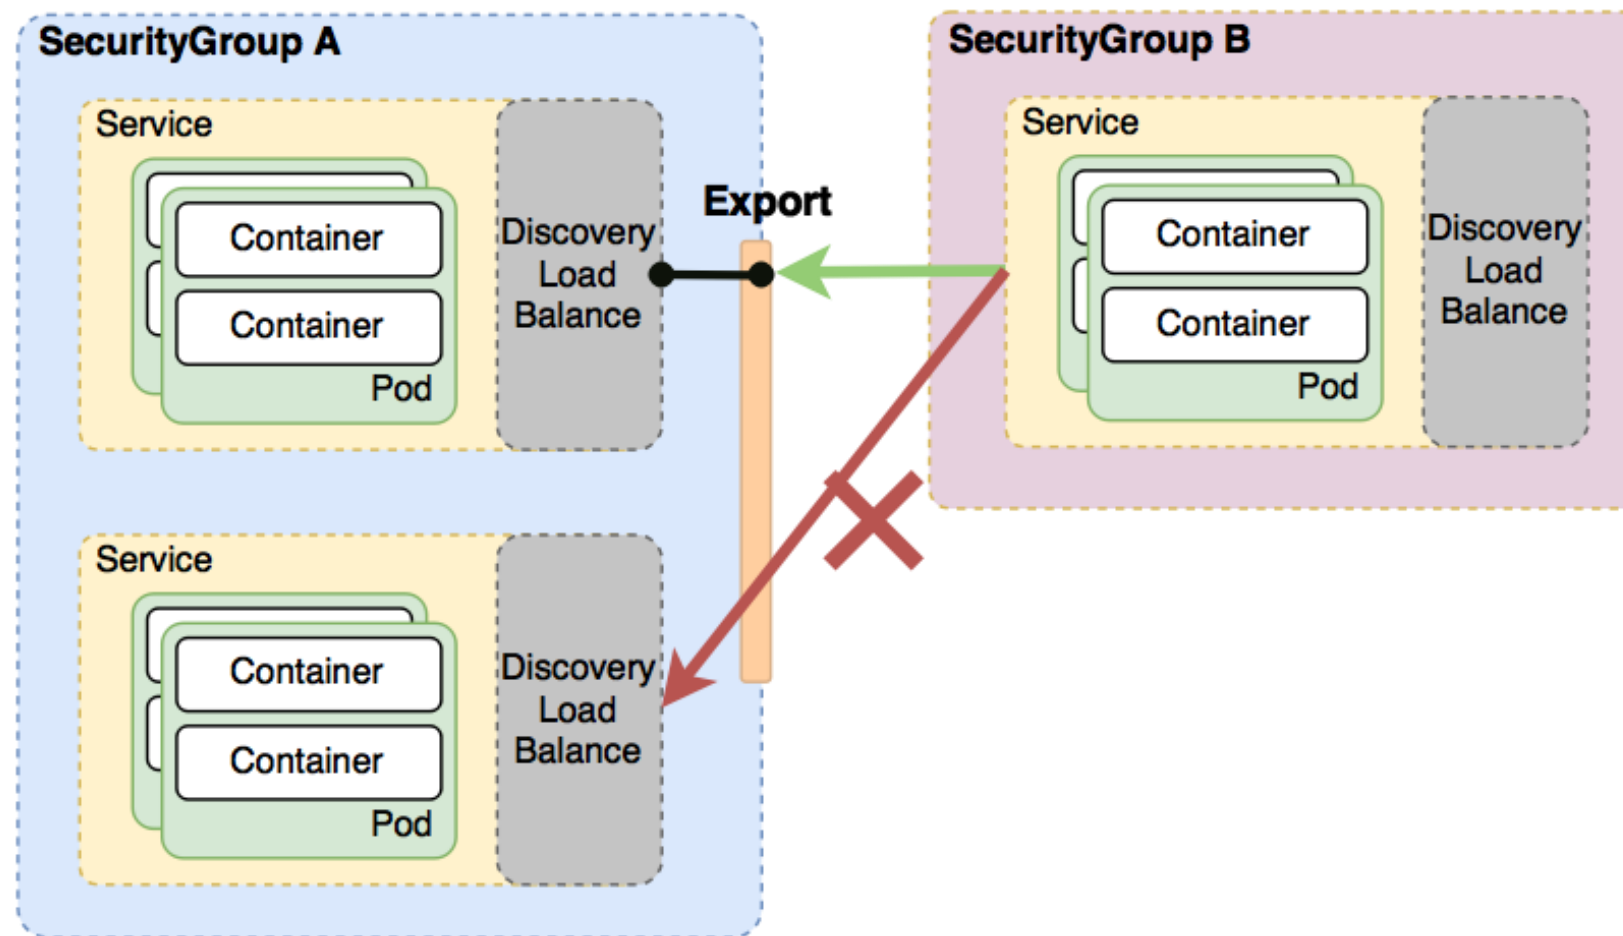 SecurityGroup A
Service
Container
Container
Pod
Discovery
Load
Balance
Service
Container
Container
Pod
Discovery
Load
Balance
Export
SecurityGroup B
Service
Container
Container
Pod
Discovery
Load
Balance